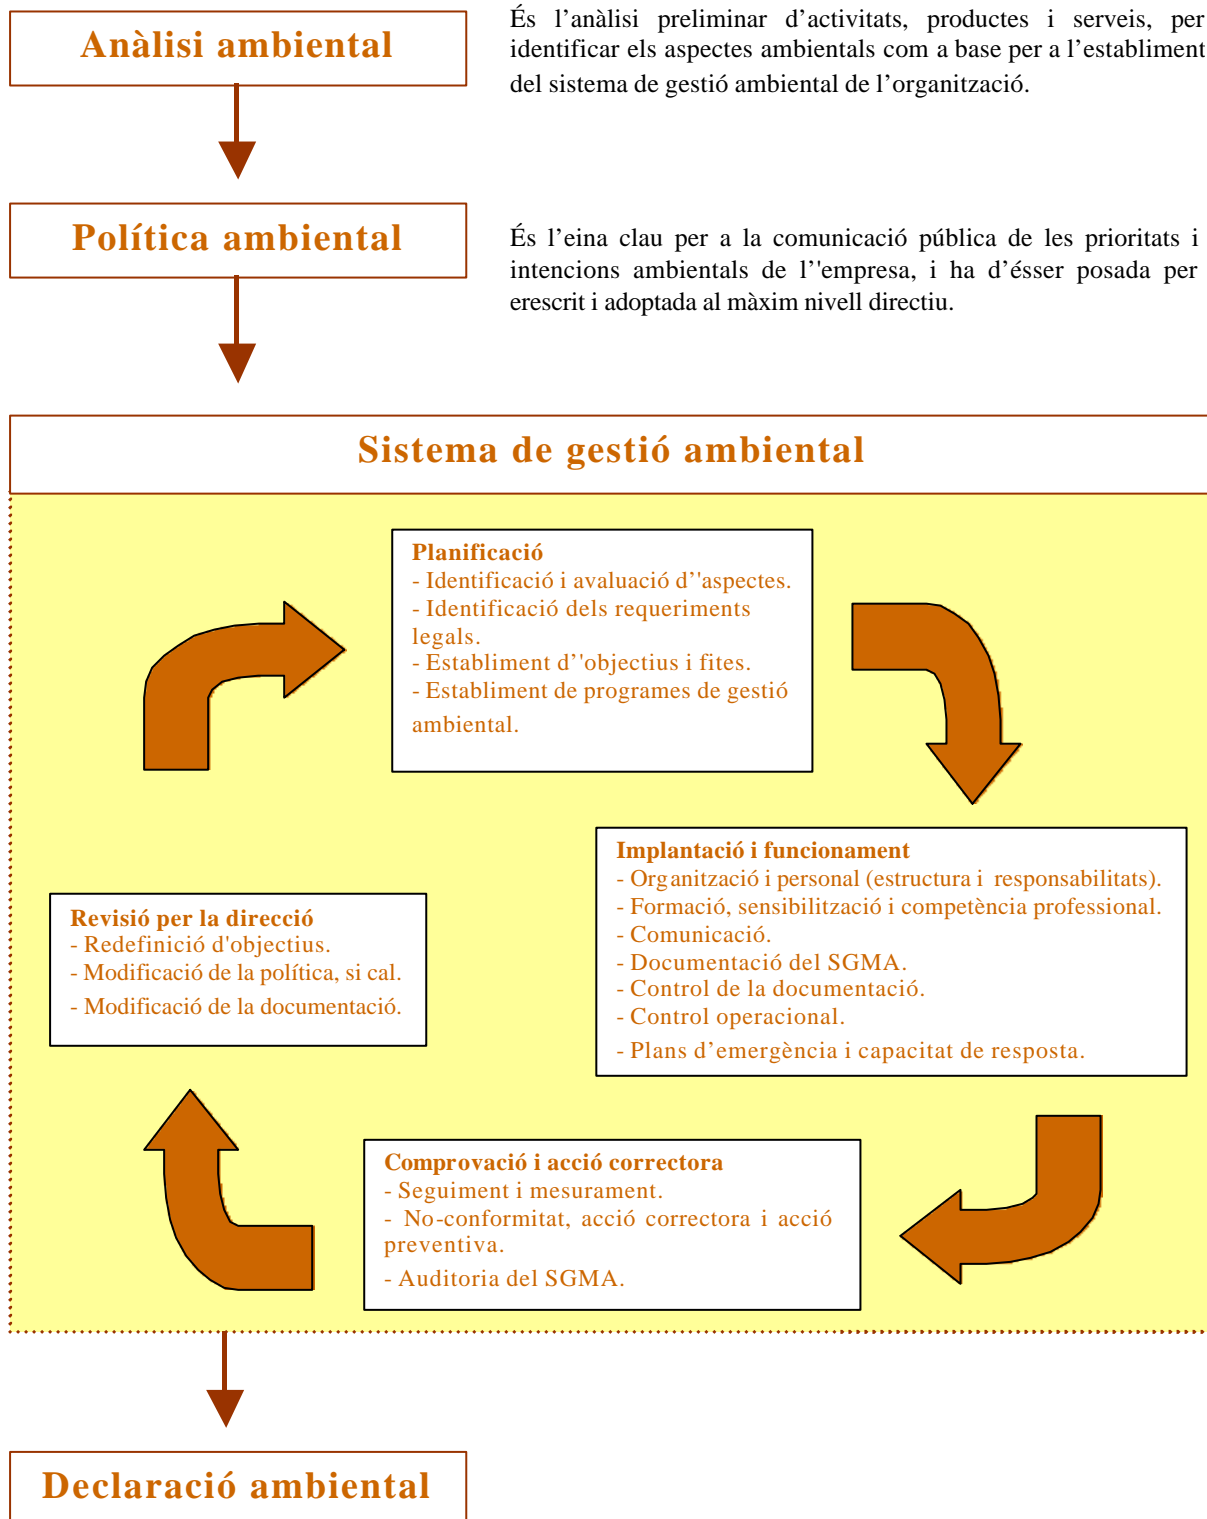 Anàlisi ambiental
És l’anàlisi preliminar d’activitats, productes i serveis, per
identificar els aspectes ambientals com a base per a l’establiment
del sistema de gestió ambiental de l’organització.
Política ambiental
És l’eina clau per a la comunicació pública de les prioritats i
intencions ambientals de l’'empresa, i ha d’ésser posada per
erescrit i adoptada al màxim nivell directiu.
Sistema de gestió ambiental
Planificació
- Identificació i avaluació d’'aspectes.
- Identificació dels requeriments
legals.
- Establiment d’'objectius i fites.
- Establiment de programes de gestió
ambiental.
Implantació i funcionament
- Organització i personal (estructura i responsabilitats).
- Formació, sensibilització i competència professional.
- Comunicació.
- Documentació del SGMA.
- Control de la documentació.
- Control operacional.
- Plans d’emergència i capacitat de resposta.
Revisió per la direcció
- Redefinició d'objectius.
- Modificació de la política, si cal.
- Modificació de la documentació.
Comprovació i acció correctora
- Seguiment i mesurament.
- No-conformitat, acció correctora i acció
preventiva.
- Auditoria del SGMA.
Declaració ambiental